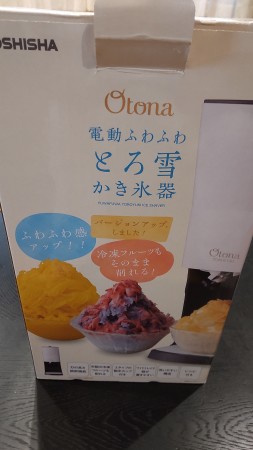 OSHISHA
Otona
電動ふわふわ
とろ雪
かき氷器
ふわふわ感
アップ！！
バージョンアップ
しました！
冷凍フルーツも
そのまま
削れる！
Otona